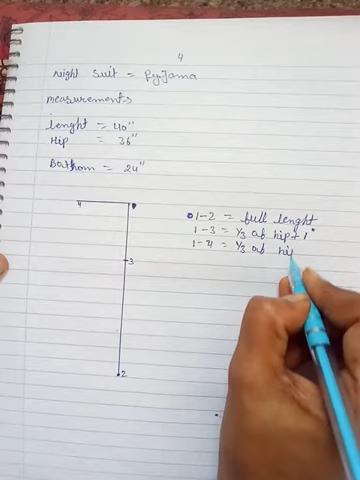 4
Night suit = PyJama
measurements
Lenght = 40"
Hip = 36"
Bathom = 24"
4
3
2
1-2 = full lenght
1-3 = 1/3 of hip + 1"
1-4 = 1/3 of hip